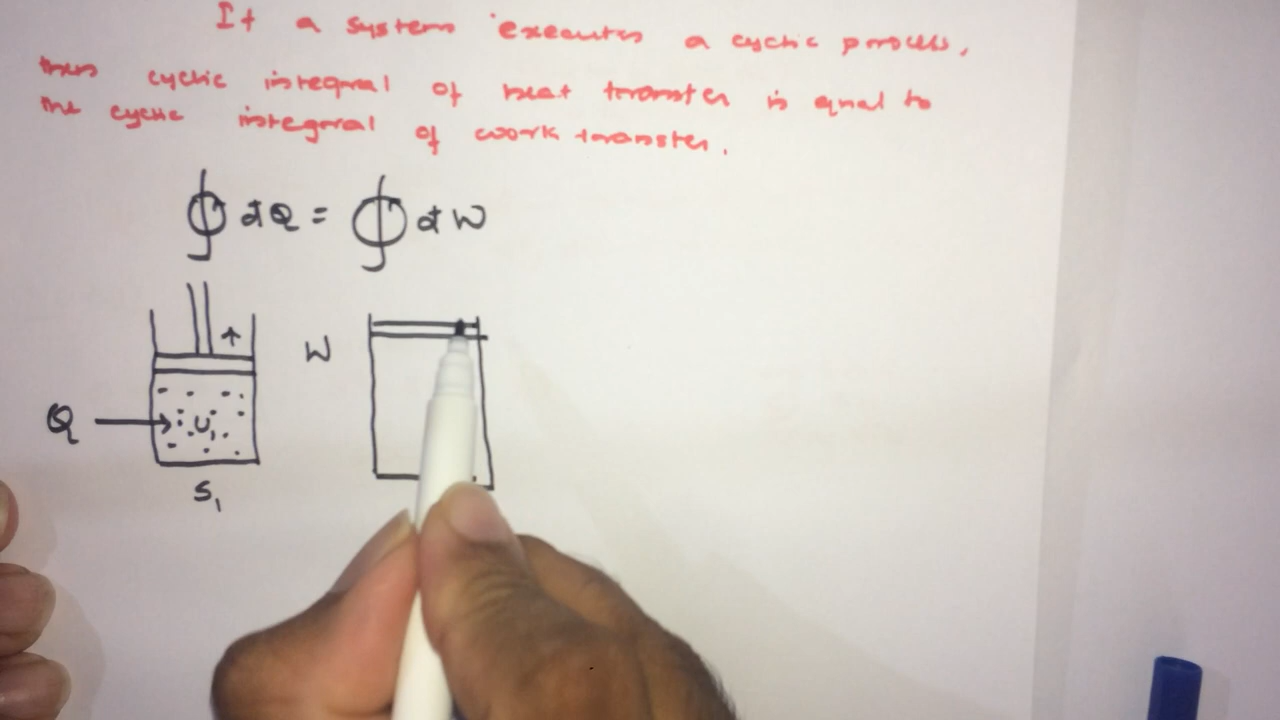 If a system executes a cyclic process,
then cyclic integral of heat transfer is equal to
the cyclic integral of work transfer.
∮ dQ = ∮ dW
W
Q
U₁
S₁